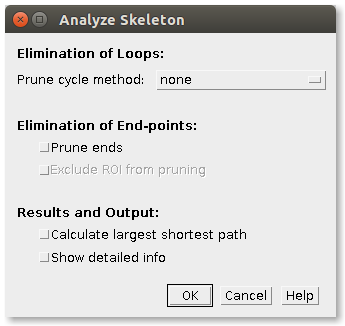 Analyze Skeleton
Elimination of Loops:
Prune cycle method: none
Elimination of End-points:
Prune ends
Exclude ROI from pruning
Results and Output:
Calculate largest shortest path
Show detailed info
OK Cancel Help